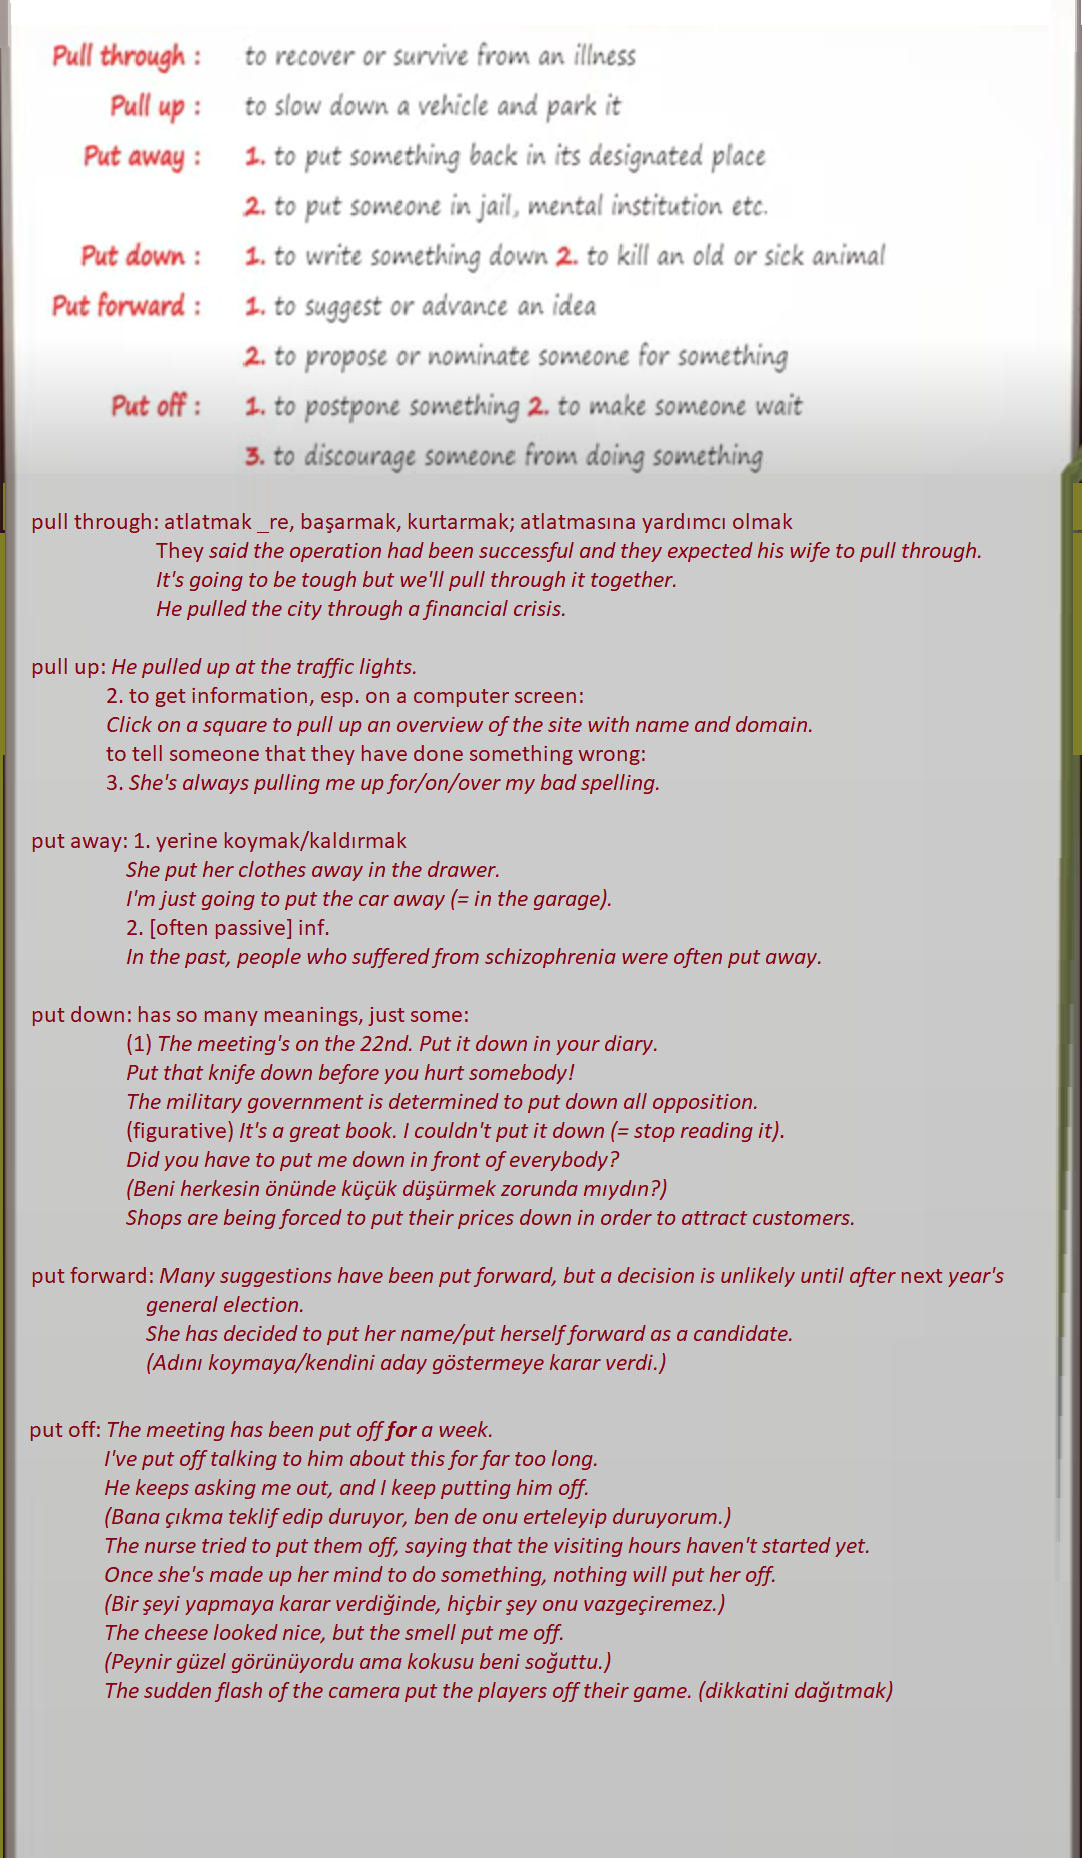 Pull through : to recover or survive from an illness
Pull up : to slow down a vehicle and park it
Put away : 1. to put something back in its designated place
2. to put someone in jail, mental institution etc.
Put down : 1. to write something down 2. to kill an old or sick animal
Put forward : 1. to suggest or advance an idea
2. to propose or nominate someone for something
Put off : 1. to postpone something 2. to make someone wait
3. to discourage someone from doing something
pull through: atlatmak _re, başarmak, kurtarmak; atlatmasına yardımcı olmak
They said the operation had been successful and they expected his wife to pull through.
It's going to be tough but we'll pull through it together.
He pulled the city through a financial crisis.
pull up: He pulled up at the traffic lights.
2. to get information, esp. on a computer screen:
Click on a square to pull up an overview of the site with name and domain.
to tell someone that they have done something wrong:
3. She's always pulling me up for/on/over my bad spelling.
put away: 1. yerine koymak/kaldırmak
She put her clothes away in the drawer.
I'm just going to put the car away (= in the garage).
2. [often passive] inf.
In the past, people who suffered from schizophrenia were often put away.
put down: has so many meanings, just some:
(1) The meeting's on the 22nd. Put it down in your diary.
Put that knife down before you hurt somebody!
The military government is determined to put down all opposition.
(figurative) It's a great book. I couldn't put it down (= stop reading it).
Did you have to put me down in front of everybody?
(Beni herkesin önünde küçük düşürmek zorunda mıydın?)
Shops are being forced to put their prices down in order to attract customers.
put forward: Many suggestions have been put forward, but a decision is unlikely until after next year's
general election.
She has decided to put her name/put herself forward as a candidate.
(Adını koymaya/kendini aday göstermeye karar verdi.)
put off: The meeting has been put off for a week.
I've put off talking to him about this for far too long.
He keeps asking me out, and I keep putting him off.
(Bana çıkma teklif edip duruyor, ben de onu erteleyip duruyorum.)
The nurse tried to put them off, saying that the visiting hours haven't started yet.
Once she's made up her mind to do something, nothing will put her off.
(Bir şeyi yapmaya karar verdiğinde, hiçbir şey onu vazgeçiremez.)
The cheese looked nice, but the smell put me off.
(Peynir güzel görünüyordu ama kokusu beni soğuttu.)
The sudden flash of the camera put the players off their game. (dikkatini dağıtmak)